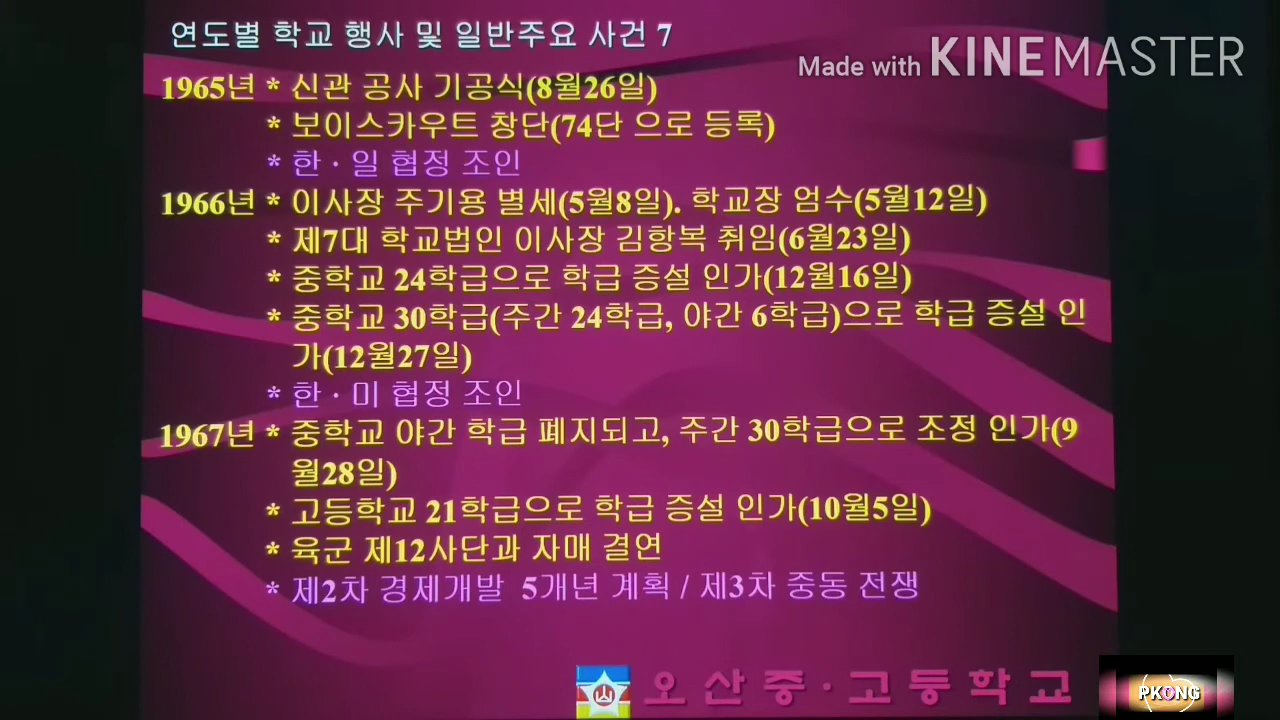 연도별 학교 행사 및 일반주요 사건 7
Made with KINEMASTER
1965년 * 신관 공사 기공식(8월26일)
* 보이스카우트 창단(74단 으로 등록)
* 한·일 협정 조인
1966년 * 이사장 주기용 별세(5월8일). 학교장 엄수(5월12일)
* 제7대 학교법인 이사장 김항복 취임(6월23일)
* 중학교 24학급으로 학급 증설 인가(12월16일)
* 중학교 30학급(주간 24학급, 야간 6학급)으로 학급 증설 인
가(12월27일)
* 한·미 협정 조인
1967년 * 중학교 야간 학급 폐지되고, 주간 30학급으로 조정 인가(9
월28일)
* 고등학교 21학급으로 학급 증설 인가(10월5일)
* 육군 제12사단과 자매 결연
* 제2차 경제개발 5개년 계획 / 제3차 중동 전쟁
山
오산중·고등학교
PKONG